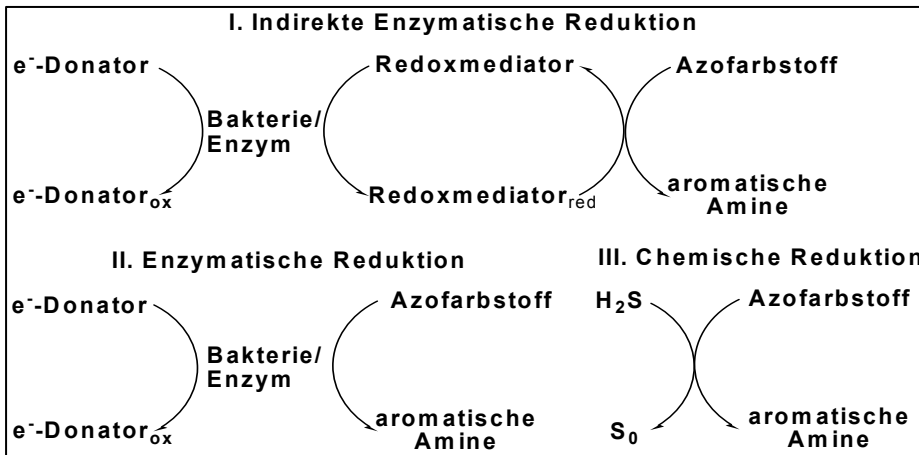 I. Indirekte Enzymatische Reduktion
e⁻-Donator
Redoxmediator
Azofarbstoff
Bakterie/
Enzym
e⁻-Donatorₒₓ
Redoxmediator_red
aromatische
Amine
II. Enzymatische Reduktion
e⁻-Donator
Azofarbstoff
Bakterie/
Enzym
e⁻-Donatorₒₓ
aromatische
Amine
III. Chemische Reduktion
H₂S
Azofarbstoff
S₀
aromatische
Amine